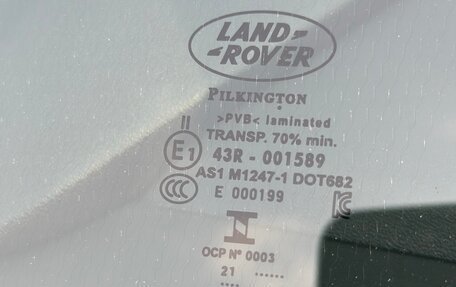 LAND
ROVER
PILKINGTON
>PVB< laminated
II
TRANSP. 70% min.
E1
43R - 001589
AS1 M1247-1 DOT682
CCC
E 000199
OCP Nº 0003
21 ......
....